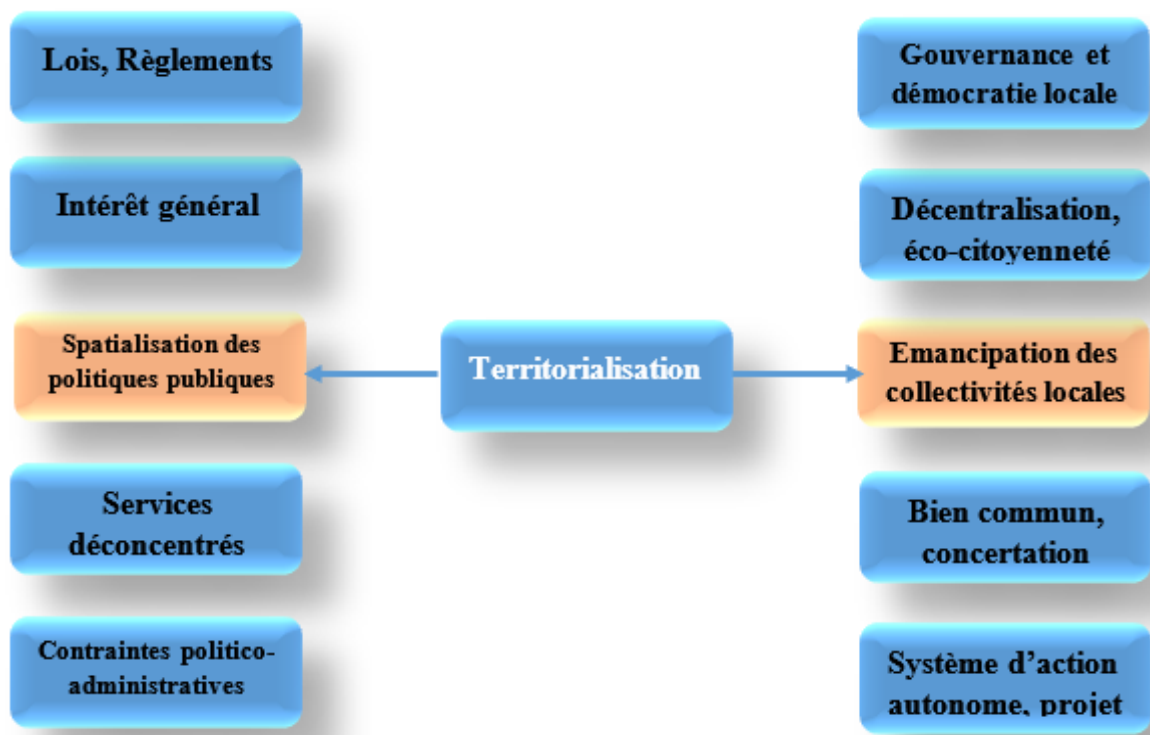 Lois, Règlements
Intérêt général
Spatialisation des
politiques publiques
Services
déconcentrés
Contraintes politico-
administratives
Territorialisation
Gouvernance et
démocratie locale
Décentralisation,
éco-citoyenneté
Emancipation des
collectivités locales
Bien commun,
concertation
Système d’action
autonome, projet